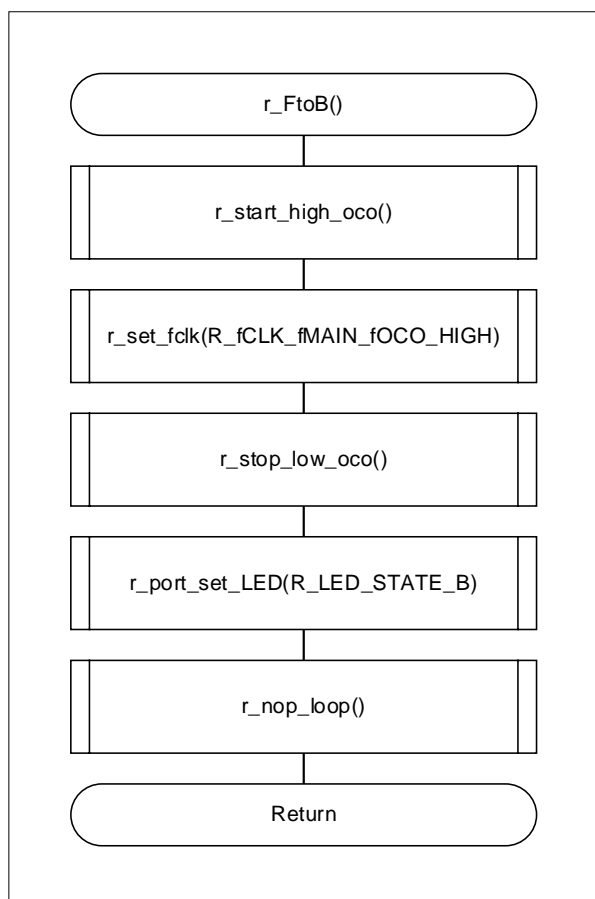 r_FtoB()
r_start_high_oco()
r_set_fclk(R_fCLK_fMAIN_fOCO_HIGH)
r_stop_low_oco()
r_port_set_LED(R_LED_STATE_B)
r_nop_loop()
Return